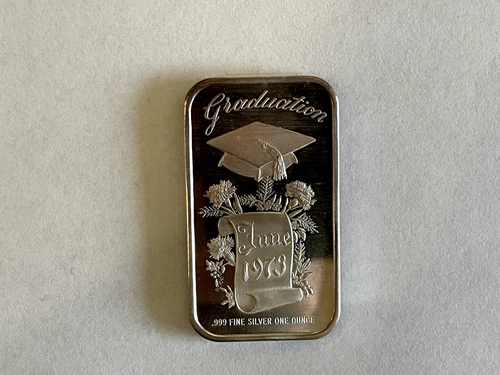 Graduation
June
1973
.999 FINE SILVER ONE OUNCE